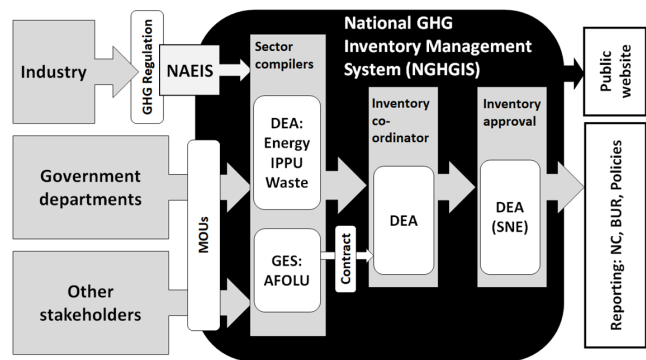 National GHG
Inventory Management
System (NGHGIS)
Industry
GHG Regulation
NAEIS
Sector
compilers
DEA:
Energy
IPPU
Waste
GES:
AFOLU
Government
departments
MOUs
Other
stakeholders
Contract
Inventory
co-
ordinator
DEA
Inventory
approval
DEA
(SNE)
Public
website
Reporting: NC, BUR, Policies